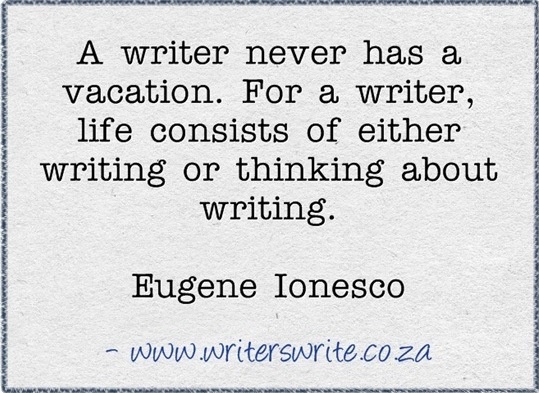 A writer never has a
vacation. For a writer,
life consists of either
writing or thinking about
writing.
Eugene Ionesco
- www.writerswrite.co.za